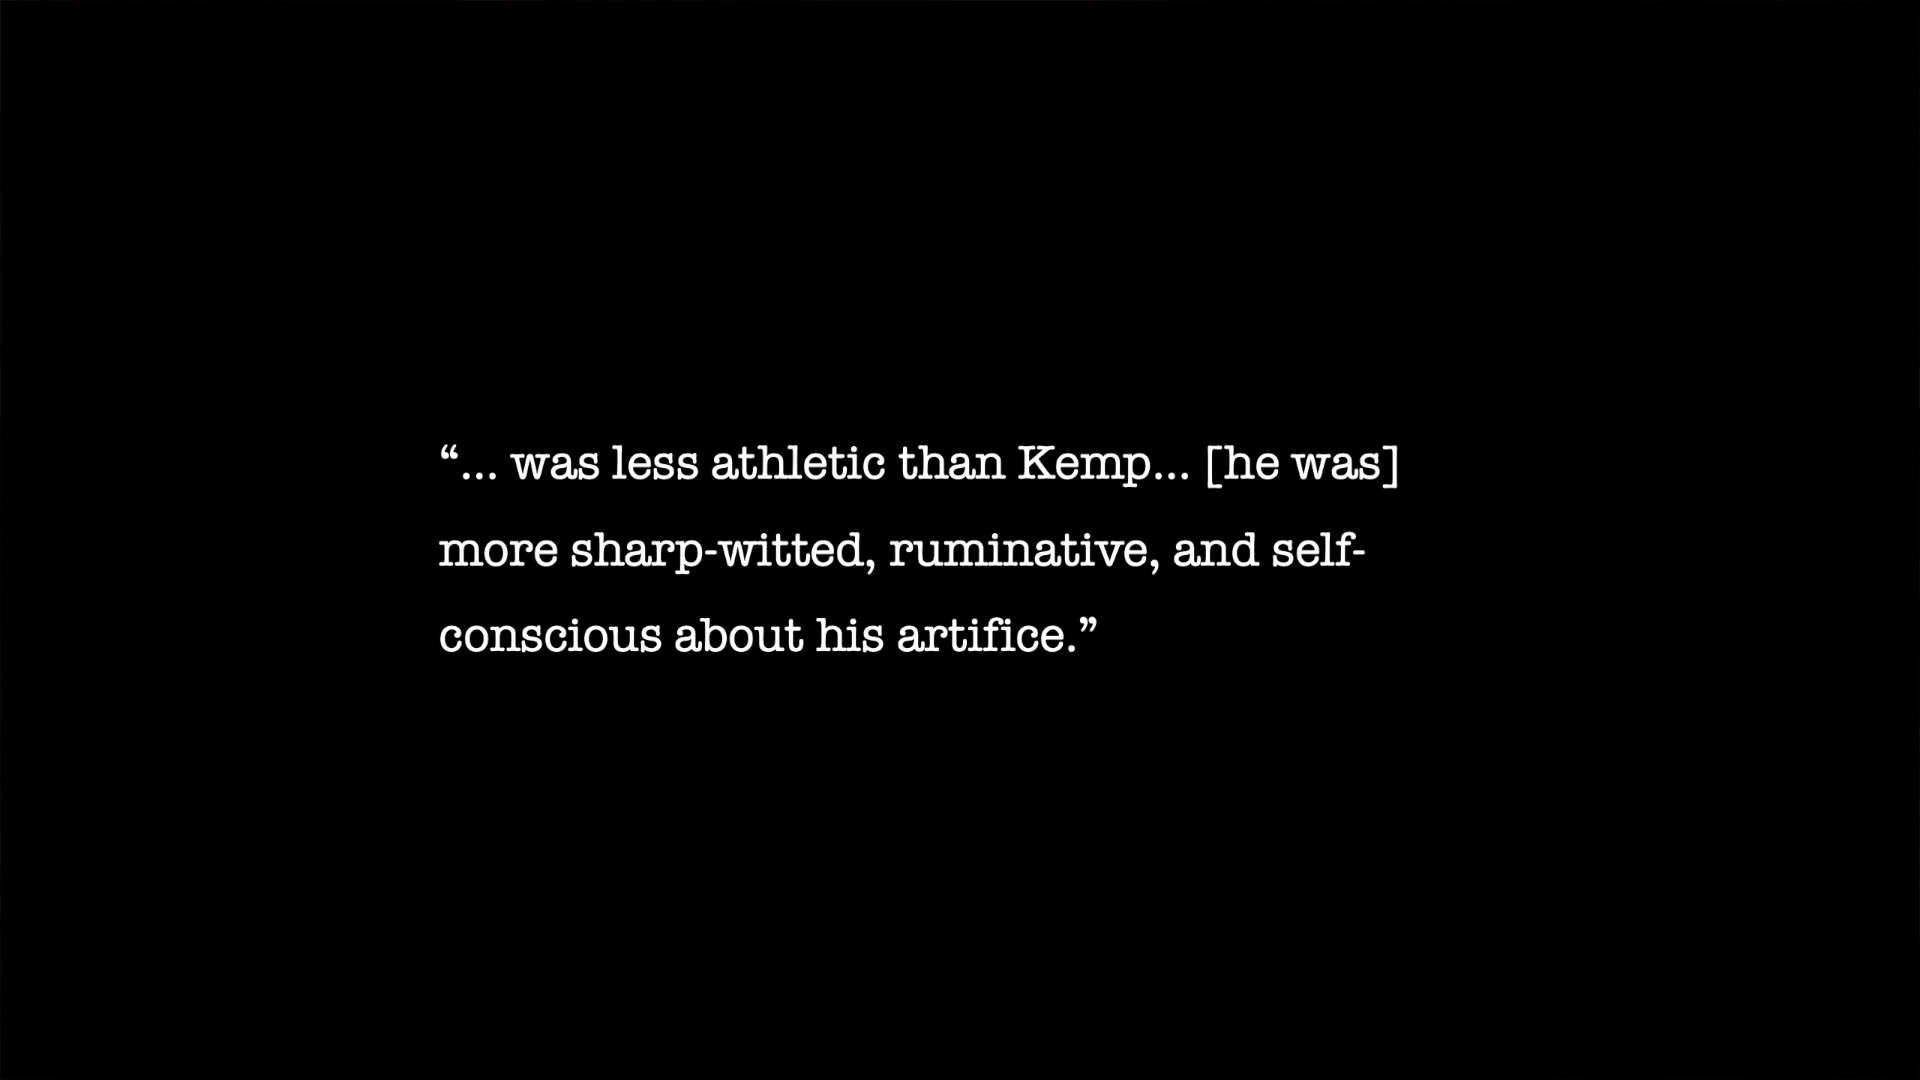 “... was less athletic than Kemp... [he was]
more sharp-witted, ruminative, and self-
conscious about his artifice.”